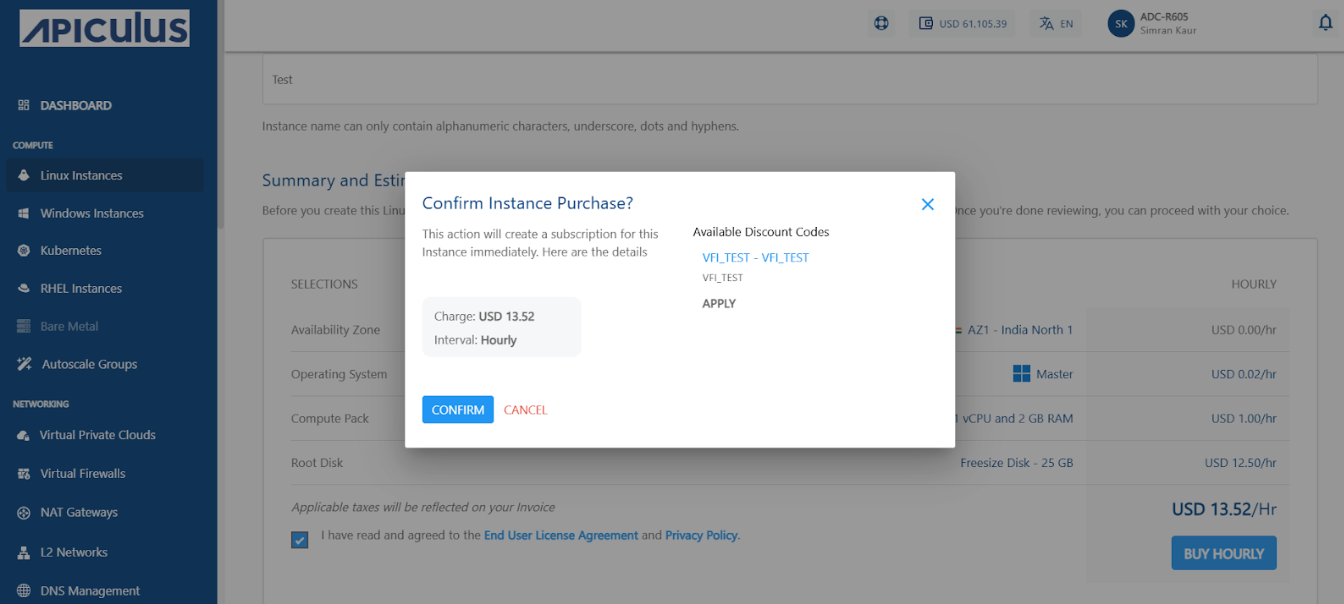 APICULUS
USD 61,105.39
EN
SK
ADC-R605
Simran Kaur
DASHBOARD
COMPUTE
Linux Instances
Windows Instances
Kubernetes
RHEL Instances
Bare Metal
Autoscale Groups
NETWORKING
Virtual Private Clouds
Virtual Firewalls
NAT Gateways
L2 Networks
DNS Management
Test
Instance name can only contain alphanumeric characters, underscore, dots and hyphens.
Summary and
Before you create this
once you're done reviewing, you can proceed with your choice.
Confirm Instance Purchase?
This action will create a subscription for this
Instance immediately. Here are the details
Charge: USD 13.52
Interval: Hourly
CONFIRM CANCEL
Available Discount Codes
VFI_TEST - VFI_TEST
VFI_TEST
APPLY
SELECTIONS HOURLY
Availability Zone AZ1 - India North 1 USD 0.00/hr
Operating System Master USD 0.02/hr
Compute Pack vCPU and 2 GB RAM USD 1.00/hr
Root Disk Freesize Disk - 25 GB USD 12.50/hr
Applicable taxes will be reflected on your Invoice
USD 13.52/Hr
I have read and agreed to the End User License Agreement and Privacy Policy.
BUY HOURLY